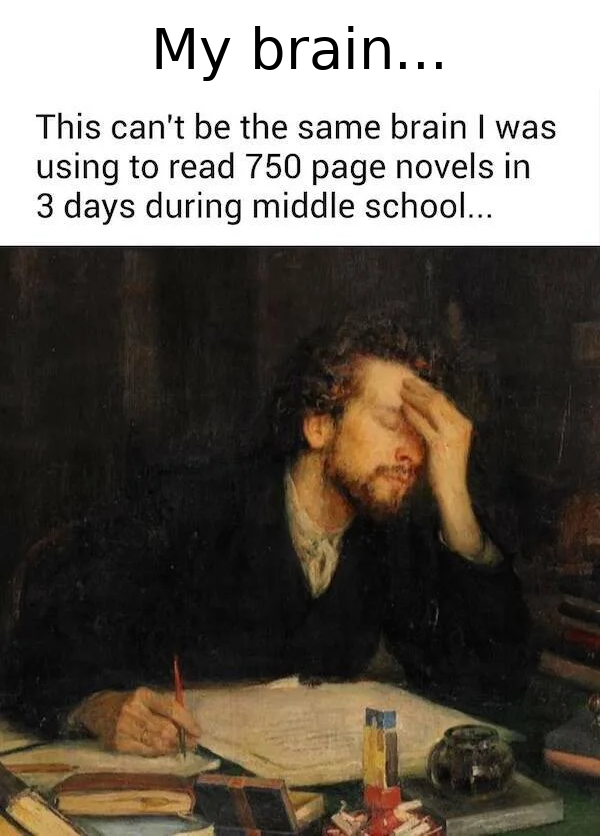 My brain...
This can't be the same brain I was
using to read 750 page novels in
3 days during middle school...